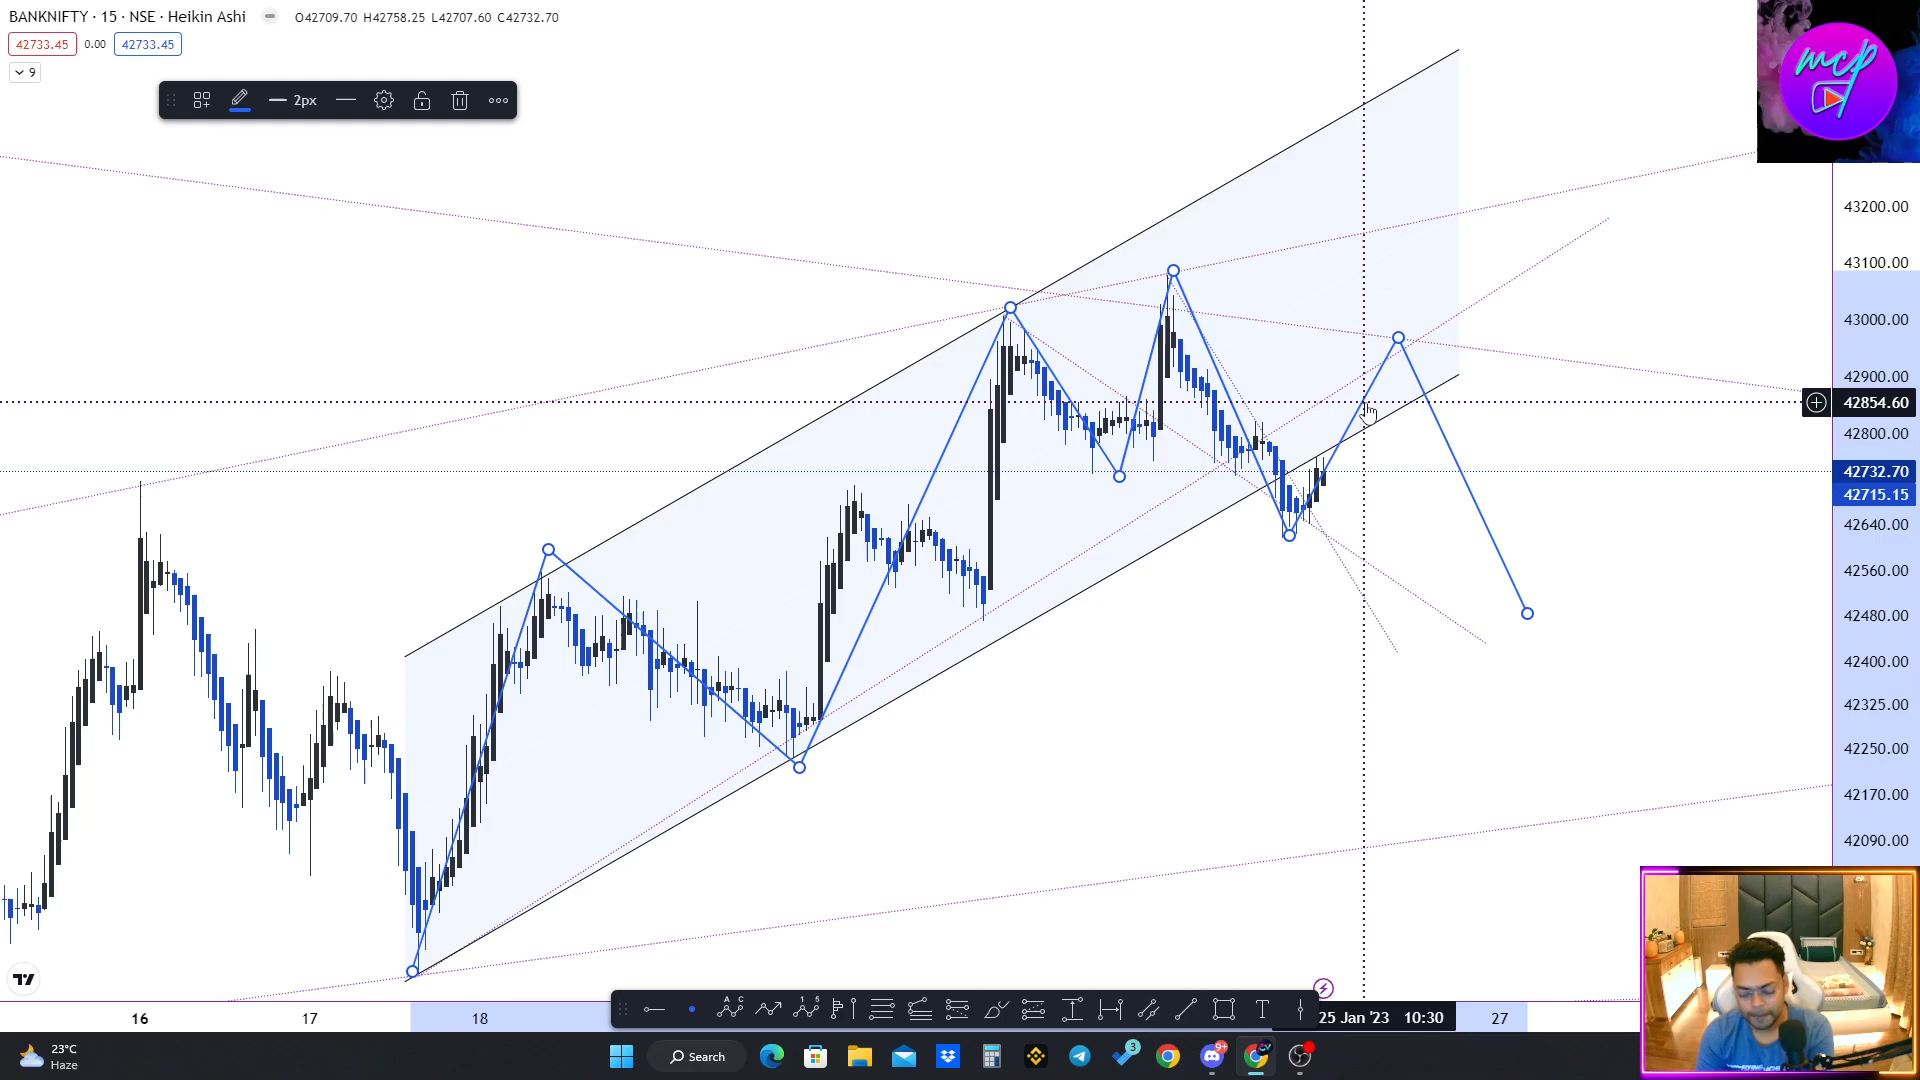 BANKNIFTY · 15 · NSE · Heikin Ashi O42709.70 H42758.25 L42707.60 C42732.70
42733.45 0.00 42733.45
9
2px
mcp
43200.00
43100.00
43000.00
42900.00
42854.60
42800.00
42732.70
42715.15
42640.00
42560.00
42480.00
42400.00
42325.00
42250.00
42170.00
42090.00
16 17 18 25 Jan '23 10:30 27
23°C
Haze
Search
3
9+